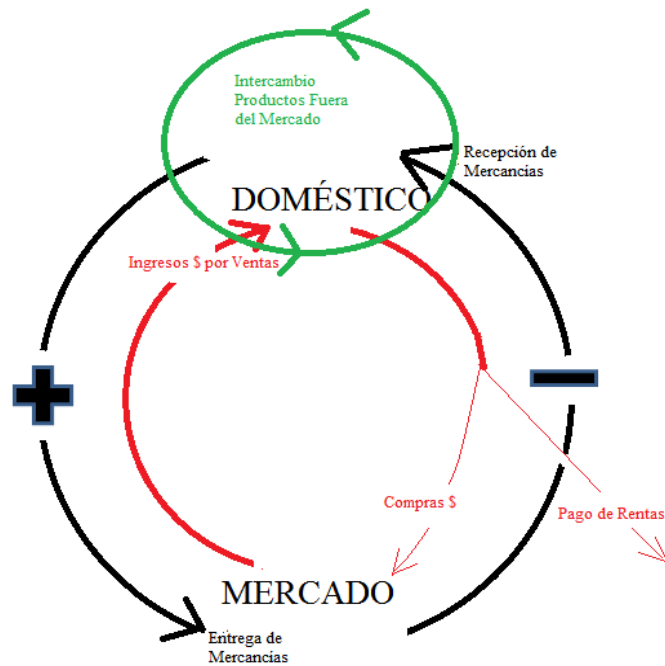 Intercambio
Productos Fuera
del Mercado
Recepción de
Mercancías
DOMÉSTICO
Ingresos $ por Ventas
Compras $
Pago de Rentas
MERCADO
Entrega de
Mercancías